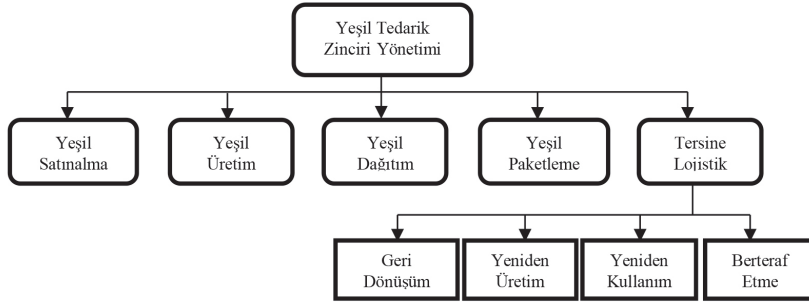 Yeşil Tedarik
Zinciri Yönetimi
Yeşil
Satınalma
Yeşil
Üretim
Yeşil
Dağıtım
Yeşil
Paketleme
Tersine
Lojistik
Geri
Dönüşüm
Yeniden
Üretim
Yeniden
Kullanım
Berteraf
Etme